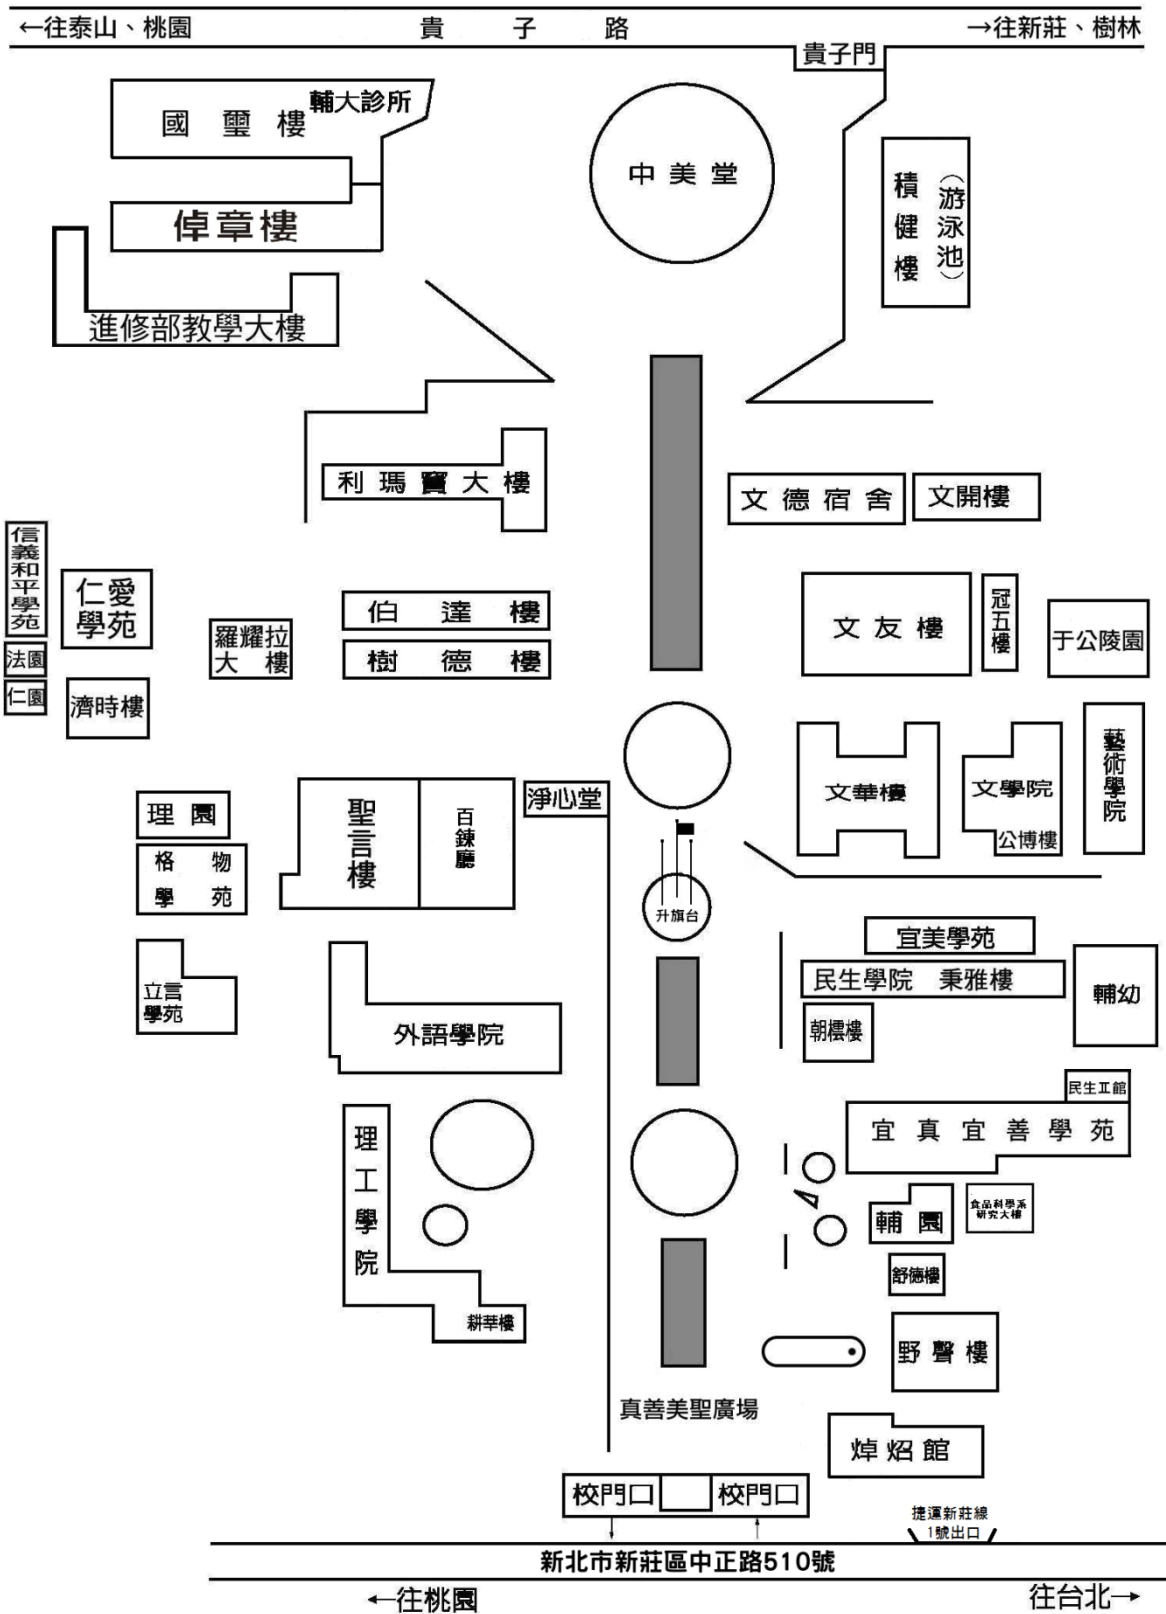 ←往泰山、桃園
貴子路
→往新莊、樹林
貴子門
國璽樓
輔大診所
中美堂
積健樓
（游泳池）
倬章樓
進修部教學大樓
利瑪竇大樓
文德宿舍
文開樓
信義和平學苑
仁愛
學苑
法園
仁園
濟時樓
羅耀拉
大樓
伯達樓
樹德樓
文友樓
冠五樓
于公陵園
文華樓
文學院
公博樓
藝術學院
理園
格物
學苑
聖言樓
百鍊廳
淨心堂
升旗台
立言
學苑
外語學院
宜美學苑
民生學院 秉雅樓
朝橒樓
輔幼
民生工館
宜真宜善學苑
理工學院
耕莘樓
輔園
食品科學系
研究大樓
舒德樓
野聲樓
真善美聖廣場
焯炤館
校門口
校門口
捷運新莊線
1號出口
新北市新莊區中正路510號
←往桃園
往台北→